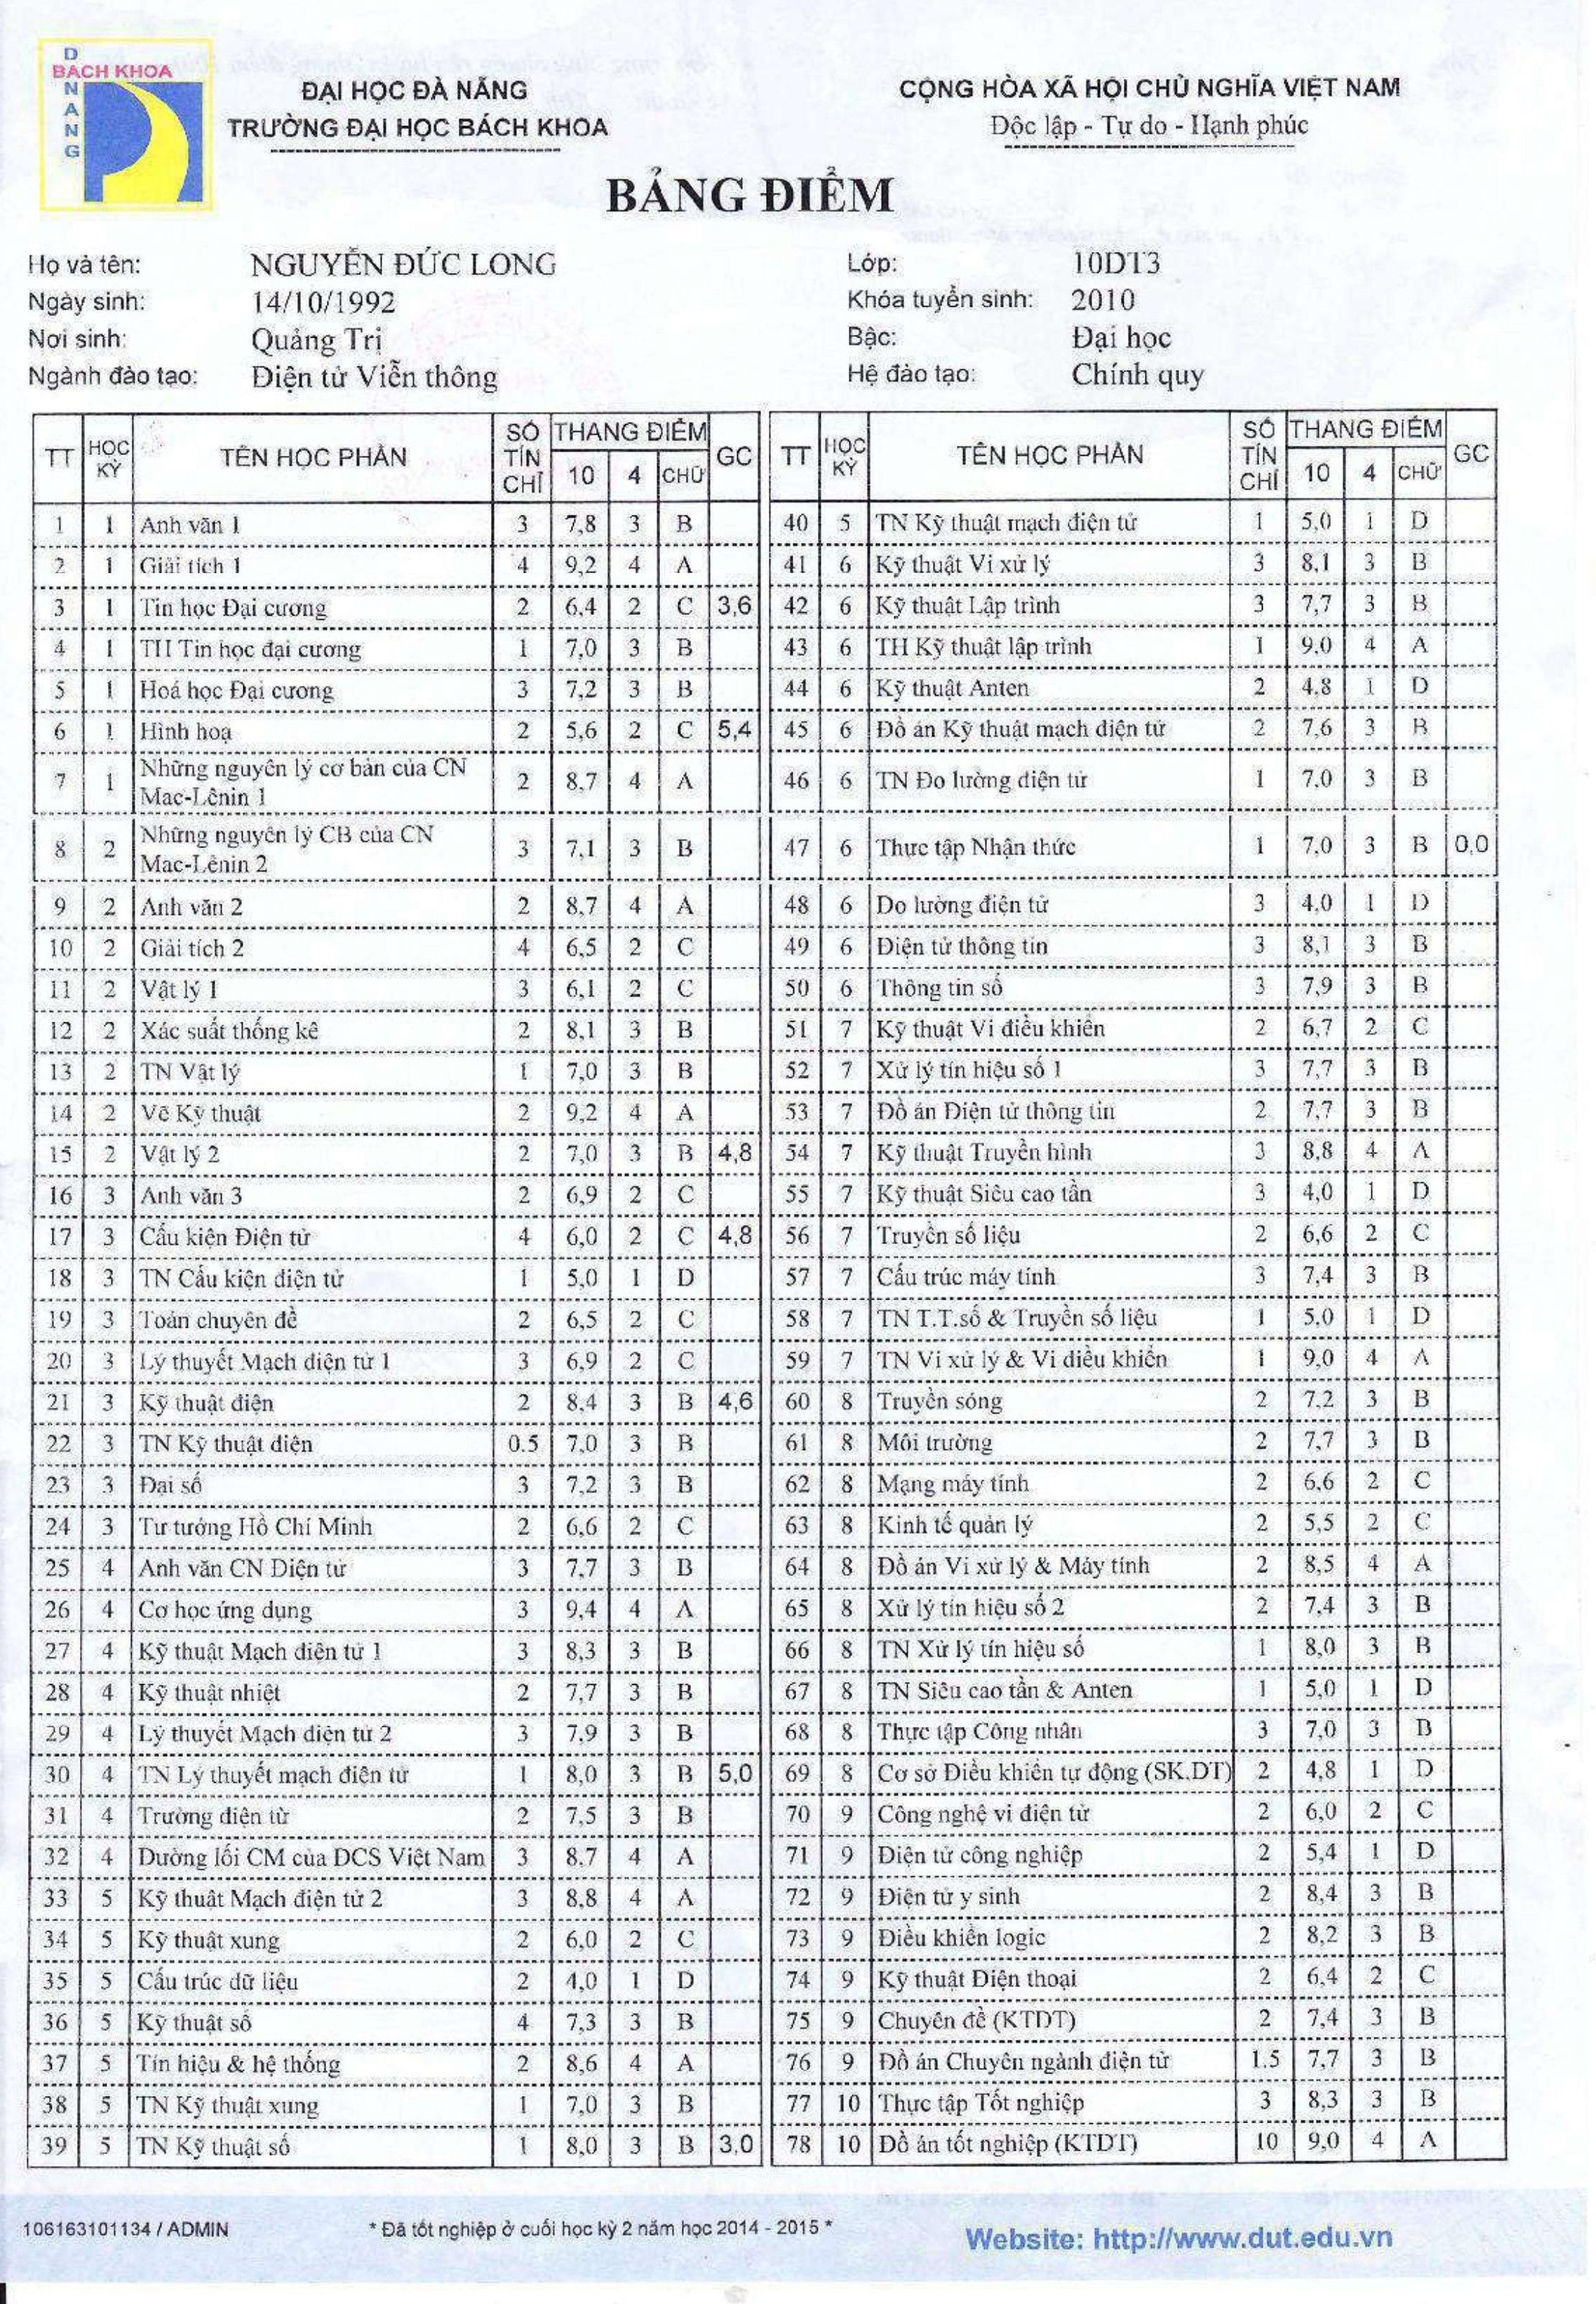 DANANG
BACH KHOA
ĐẠI HỌC ĐÀ NẴNG
TRƯỜNG ĐẠI HỌC BÁCH KHOA
CỘNG HÒA XÃ HỘI CHỦ NGHĨA VIỆT NAM
Độc lập - Tự do - Hạnh phúc
BẢNG ĐIỂM
Họ và tên: NGUYỄN ĐỨC LONG
Ngày sinh: 14/10/1992
Nơi sinh: Quảng Trị
Ngành đào tạo: Điện tử Viễn thông
Lớp: 10DT3
Khóa tuyển sinh: 2010
Bậc: Đại học
Hệ đào tạo: Chính quy
TT HỌC KỲ TÊN HỌC PHẦN SỐ TÍN CHỈ THANG ĐIỂM 10 4 CHỮ GC
1 1 Anh văn 1 3 7,8 3 B
2 1 Giải tích 1 4 9,2 4 A
3 1 Tin học Đại cương 2 6,4 2 C 3,6
4 1 TH Tin học đại cương 1 7,0 3 B
5 1 Hoá học Đại cương 3 7,2 3 B
6 1 Hình hoạ 2 5,6 2 C 5,4
7 1 Những nguyên lý cơ bản của CN
Mac-Lênin 1 2 8,7 4 A
8 2 Những nguyên lý CB của CN
Mac-Lênin 2 3 7,1 3 B
9 2 Anh văn 2 2 8,7 4 A
10 2 Giải tích 2 4 6,5 2 C
11 2 Vật lý 1 3 6,1 2 C
12 2 Xác suất thống kê 2 8,1 3 B
13 2 TN Vật lý 1 7,0 3 B
14 2 Vẽ Kỹ thuật 2 9,2 4 A
15 2 Vật lý 2 2 7,0 3 B 4,8
16 3 Anh văn 3 2 6,9 2 C
17 3 Cấu kiện Điện tử 4 6,0 2 C 4,8
18 3 TN Cấu kiện điện tử 1 5,0 1 D
19 3 Toán chuyên đề 2 6,5 2 C
20 3 Lý thuyết Mạch điện tử 1 3 6,9 2 C
21 3 Kỹ thuật điện 2 8,4 3 B 4,6
22 3 TN Kỹ thuật điện 0.5 7,0 3 B
23 3 Đại số 3 7,2 3 B
24 3 Tư tưởng Hồ Chí Minh 2 6,6 2 C
25 4 Anh văn CN Điện tử 3 7,7 3 B
26 4 Cơ học ứng dụng 3 9,4 4 A
27 4 Kỹ thuật Mạch điện tử 1 3 8,3 3 B
28 4 Kỹ thuật nhiệt 2 7,7 3 B
29 4 Lý thuyết Mạch điện tử 2 3 7,9 3 B
30 4 TN Lý thuyết mạch điện tử 1 8,0 3 B 5,0
31 4 Trường điện từ 2 7,5 3 B
32 4 Đường lối CM của ĐCS Việt Nam 3 8,7 4 A
33 5 Kỹ thuật Mạch điện tử 2 3 8,8 4 A
34 5 Kỹ thuật xung 2 6,0 2 C
35 5 Cấu trúc dữ liệu 2 4,0 1 D
36 5 Kỹ thuật số 4 7,3 3 B
37 5 Tín hiệu & hệ thống 2 8,6 4 A
38 5 TN Kỹ thuật xung 1 7,0 3 B
39 5 TN Kỹ thuật số 1 8,0 3 B 3,0
TT HỌC KỲ TÊN HỌC PHẦN SỐ TÍN CHỈ THANG ĐIỂM 10 4 CHỮ GC
40 5 TN Kỹ thuật mạch điện tử 1 5,0 1 D
41 6 Kỹ thuật Vi xử lý 3 8,1 3 B
42 6 Kỹ thuật Lập trình 3 7,7 3 B
43 6 TH Kỹ thuật lập trình 1 9,0 4 A
44 6 Kỹ thuật Anten 2 4,8 1 D
45 6 Đồ án Kỹ thuật mạch điện tử 2 7,6 3 B
46 6 TN Đo lường điện tử 1 7,0 3 B
47 6 Thực tập Nhận thức 1 7,0 3 B 0,0
48 6 Đo lường điện tử 3 4,0 1 D
49 6 Điện tử thông tin 3 8,1 3 B
50 6 Thông tin số 3 7,9 3 B
51 7 Kỹ thuật Vi điều khiển 2 6,7 2 C
52 7 Xử lý tín hiệu số 1 3 7,7 3 B
53 7 Đồ án Điện tử thông tin 2 7,7 3 B
54 7 Kỹ thuật Truyền hình 3 8,8 4 A
55 7 Kỹ thuật Siêu cao tần 3 4,0 1 D
56 7 Truyền số liệu 2 6,6 2 C
57 7 Cấu trúc máy tính 3 7,4 3 B
58 7 TN T.T.số & Truyền số liệu 1 5,0 1 D
59 7 TN Vi xử lý & Vi điều khiển 1 9,0 4 A
60 8 Truyền sóng 2 7,2 3 B
61 8 Môi trường 2 7,7 3 B
62 8 Mạng máy tính 2 6,6 2 C
63 8 Kinh tế quản lý 2 5,5 2 C
64 8 Đồ án Vi xử lý & Máy tính 2 8,5 4 A
65 8 Xử lý tín hiệu số 2 2 7,4 3 B
66 8 TN Xử lý tín hiệu số 1 8,0 3 B
67 8 TN Siêu cao tần & Anten 1 5,0 1 D
68 8 Thực tập Công nhân 3 7,0 3 B
69 8 Cơ sở Điều khiển tự động (SK.DT) 2 4,8 1 D
70 9 Công nghệ vi điện tử 2 6,0 2 C
71 9 Điện tử công nghiệp 2 5,4 1 D
72 9 Điện tử y sinh 2 8,4 3 B
73 9 Điều khiển logic 2 8,2 3 B
74 9 Kỹ thuật Điện thoại 2 6,4 2 C
75 9 Chuyên đề (KTDT) 2 7,4 3 B
76 9 Đồ án Chuyên ngành điện tử 1.5 7,7 3 B
77 10 Thực tập Tốt nghiệp 3 8,3 3 B
78 10 Đồ án tốt nghiệp (KTDT) 10 9,0 4 A
106163101134 / ADMIN
* Đã tốt nghiệp ở cuối học kỳ 2 năm học 2014 - 2015 *
Website: http://www.dut.edu.vn